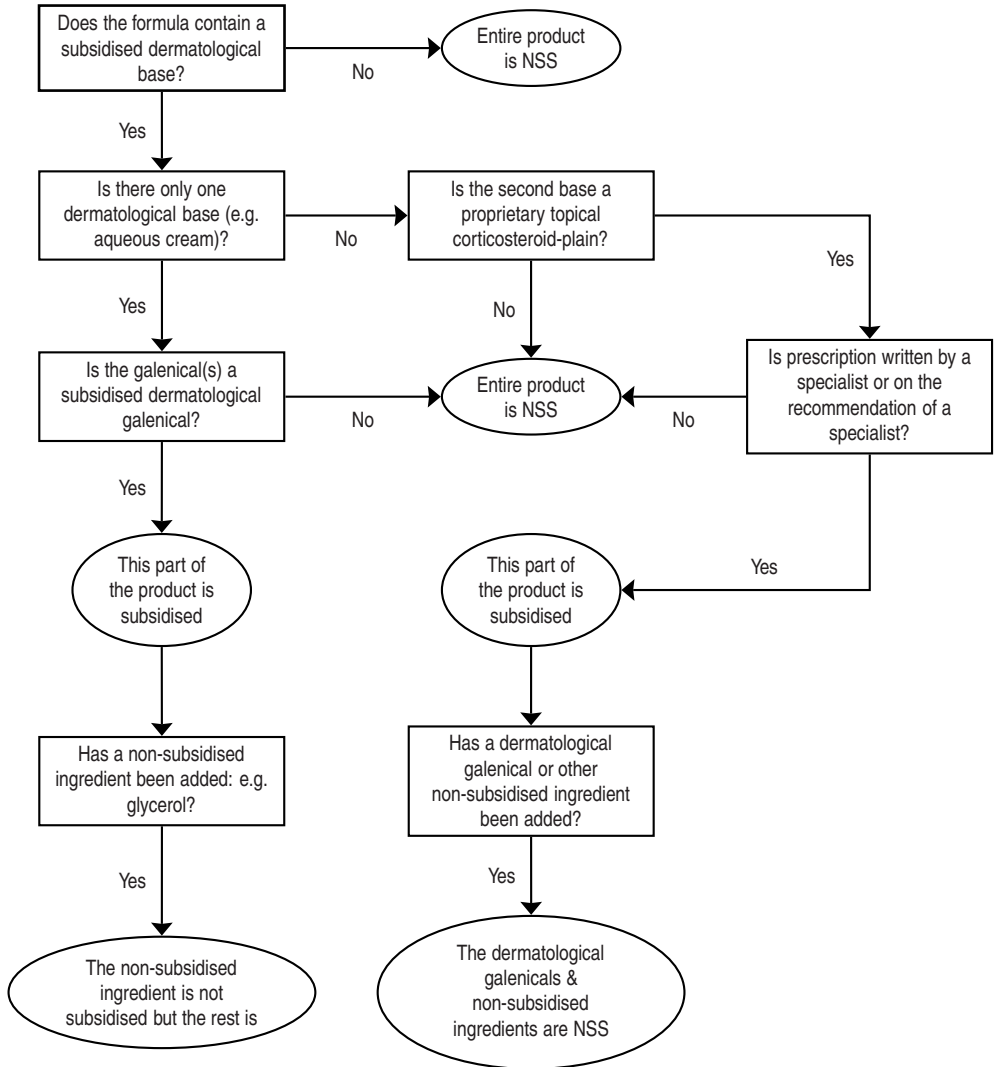 Does the formula contain a
subsidised dermatological
base?
No
Entire product
is NSS
Yes
Is there only one
dermatological base (e.g.
aqueous cream)?
No
Is the second base a
proprietary topical
corticosteroid-plain?
Yes
Yes
No
Is the galenical(s) a
subsidised dermatological
galenical?
No
Entire product
is NSS
No
Is prescription written by a
specialist or on the
recommendation of a
specialist?
Yes
This part of
the product is
subsidised
This part of
the product is
subsidised
Yes
Has a non-subsidised
ingredient been added: e.g.
glycerol?
Has a dermatological
galenical or other
non-subsidised ingredient
been added?
Yes
Yes
The non-subsidised
ingredient is not
subsidised but the rest is
The dermatological
galenicals &
non-subsidised
ingredients are NSS